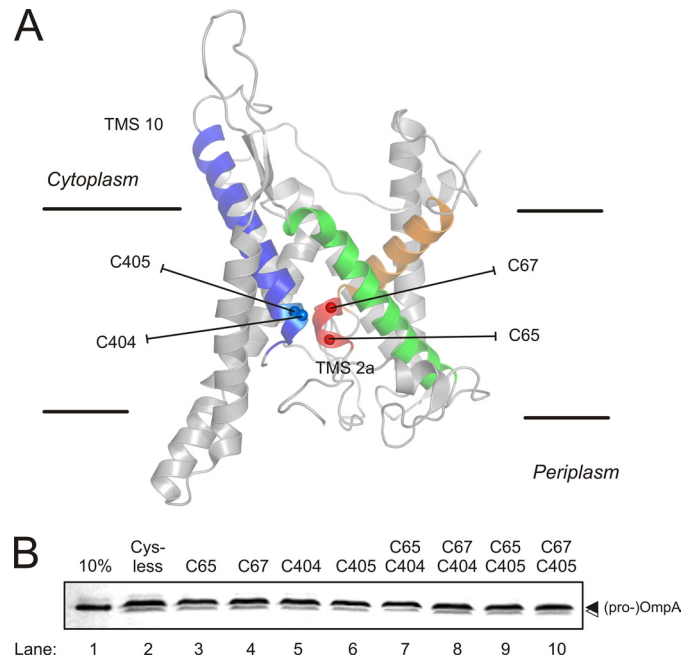 A
TMS 10
Cytoplasm
C405
C67
C404
C65
TMS 2a
Periplasm
B
10% Cys-less C65 C67 C404 C405 C65 C404 C67 C404 C65 C405 C67 C405
(pro-)OmpA
Lane: 1 2 3 4 5 6 7 8 9 10